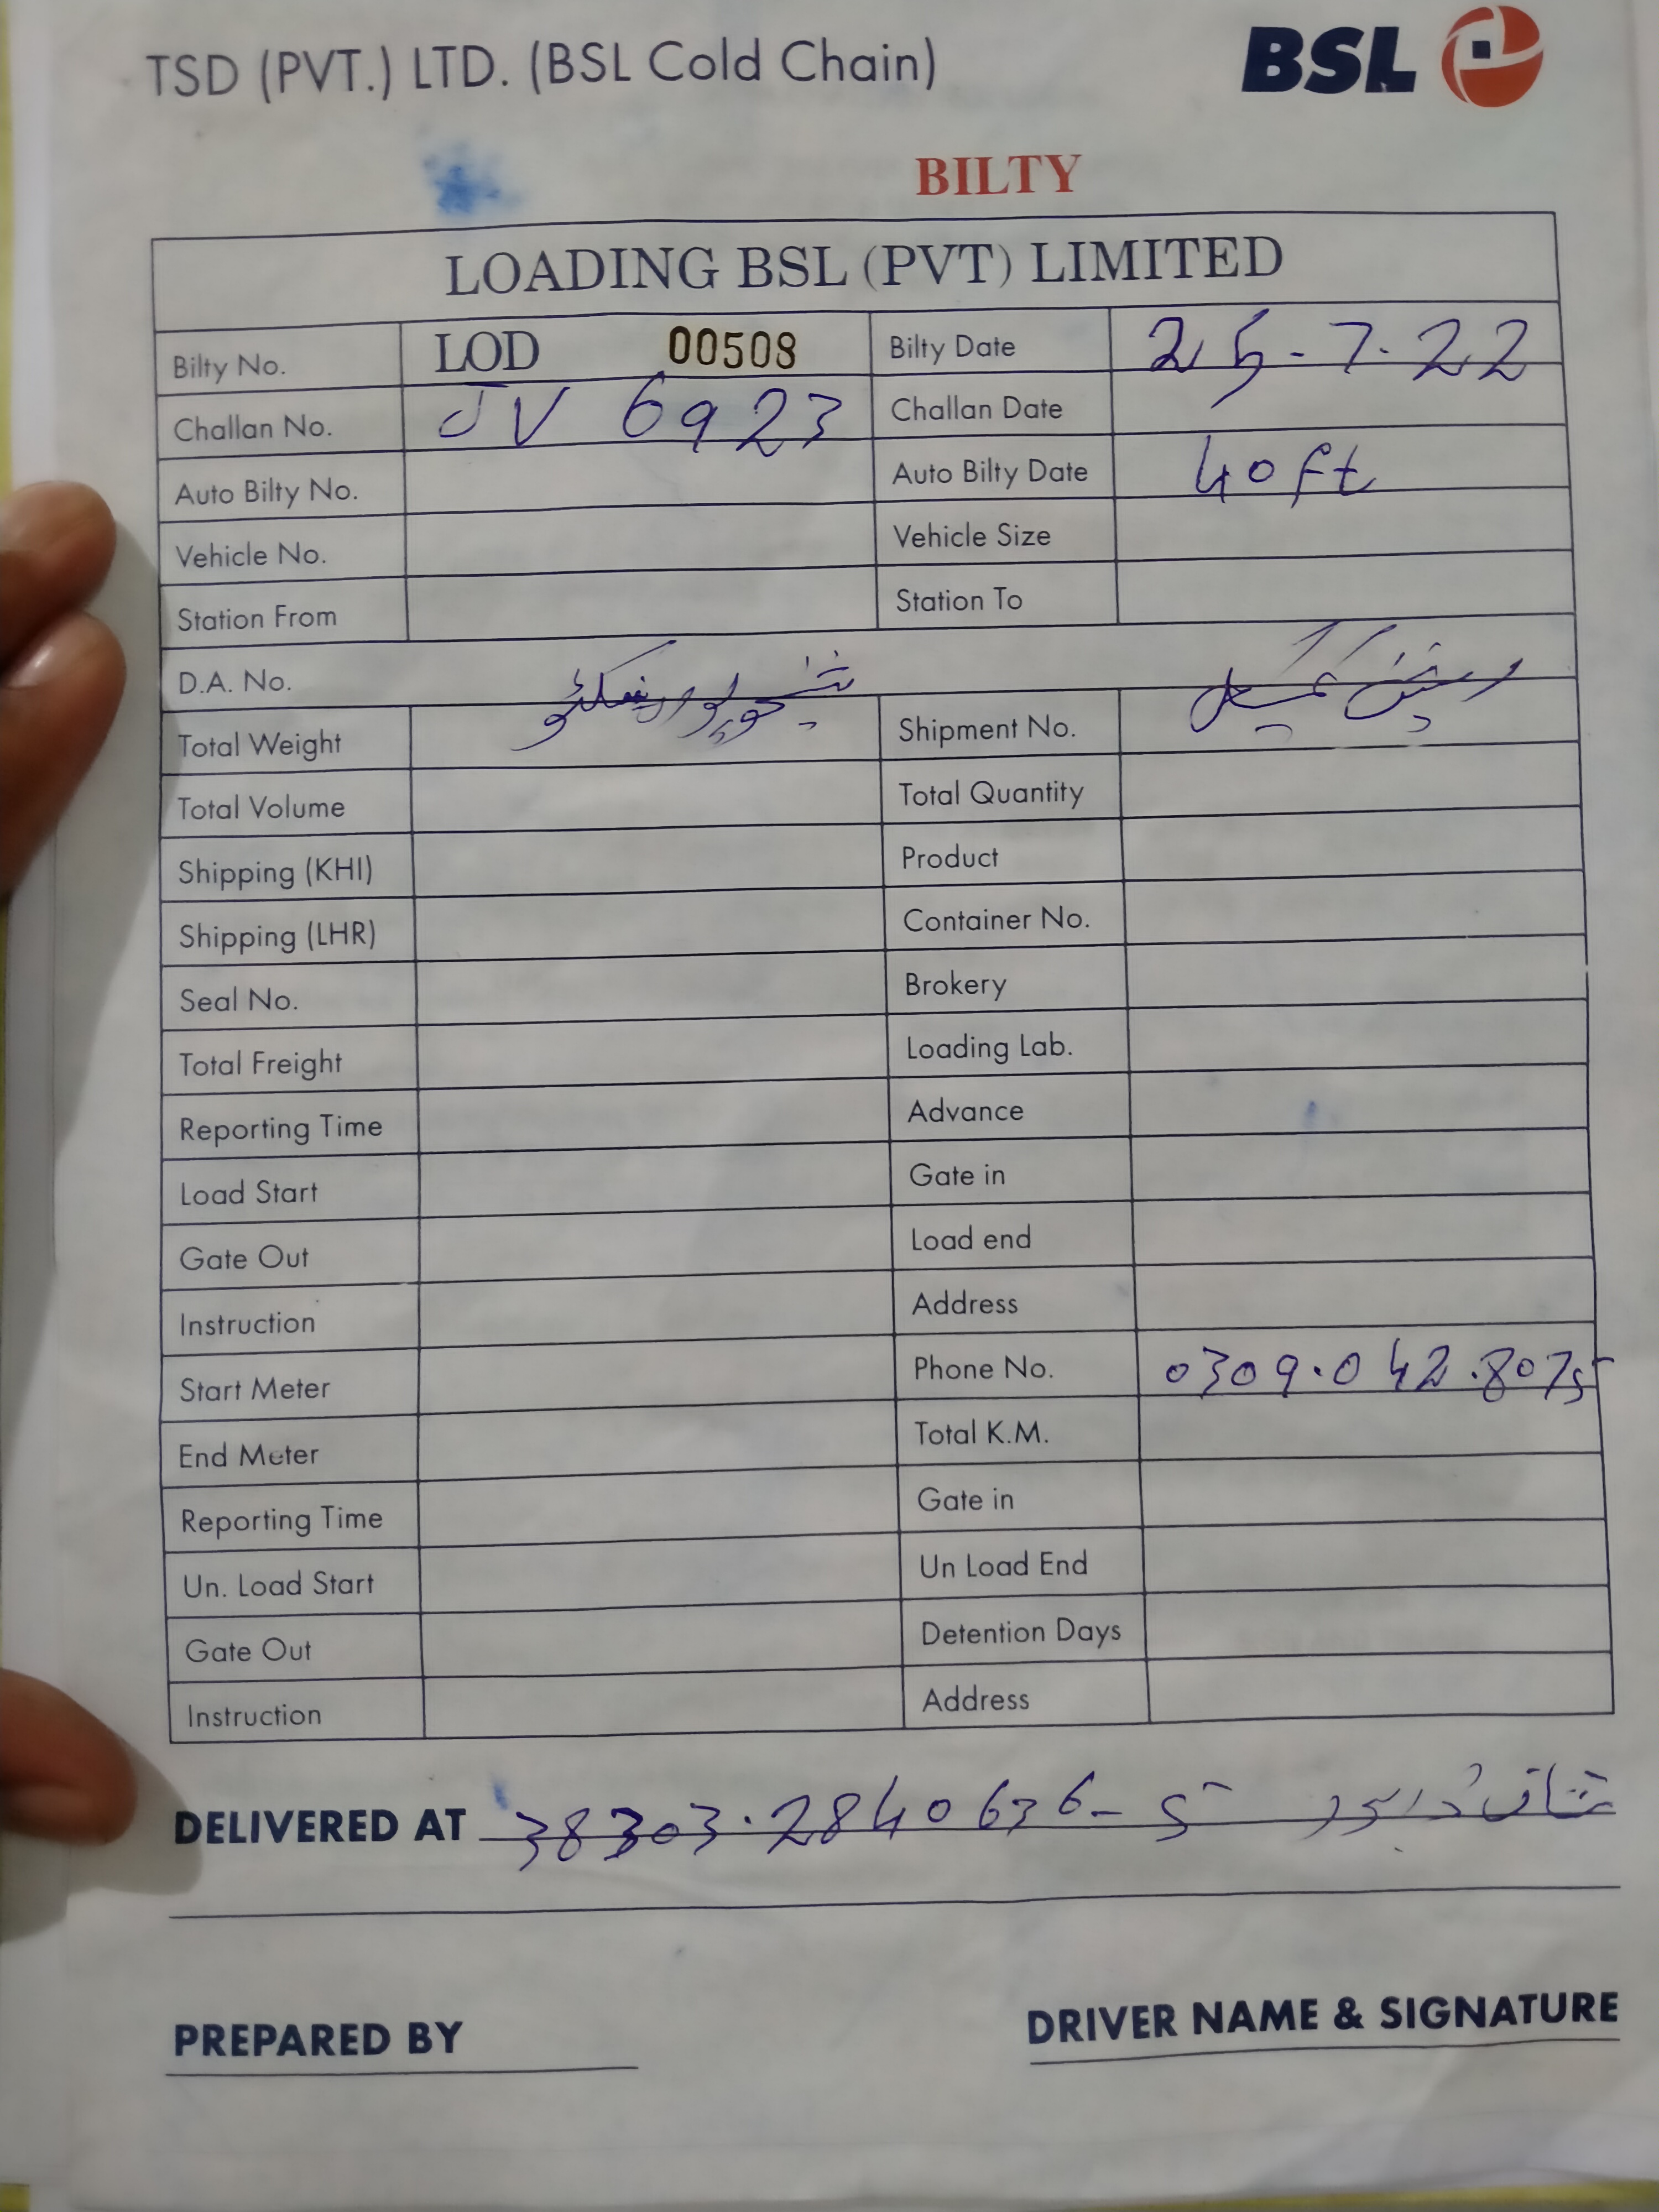 TSD (PVT.) LTD. (BSL Cold Chain)
BSL
BILTY
LOADING BSL (PVT) LIMITED
Bilty No. LOD 00508 Bilty Date 25-7-22
Challan No. JV 6923 Challan Date
Auto Bilty No. Auto Bilty Date 40ft
Vehicle No. Vehicle Size
Station From Station To
D.A. No.
Total Weight Shipment No.
Total Volume Total Quantity
Shipping (KHI) Product
Shipping (LHR) Container No.
Seal No. Brokery
Total Freight Loading Lab.
Reporting Time Advance
Load Start Gate in
Gate Out Load end
Instruction Address
Start Meter Phone No. 0309.042.8075
End Meter Total K.M.
Reporting Time Gate in
Un. Load Start Un Load End
Gate Out Detention Days
Instruction Address
DELIVERED AT 38303.2840636-5
PREPARED BY DRIVER NAME & SIGNATURE